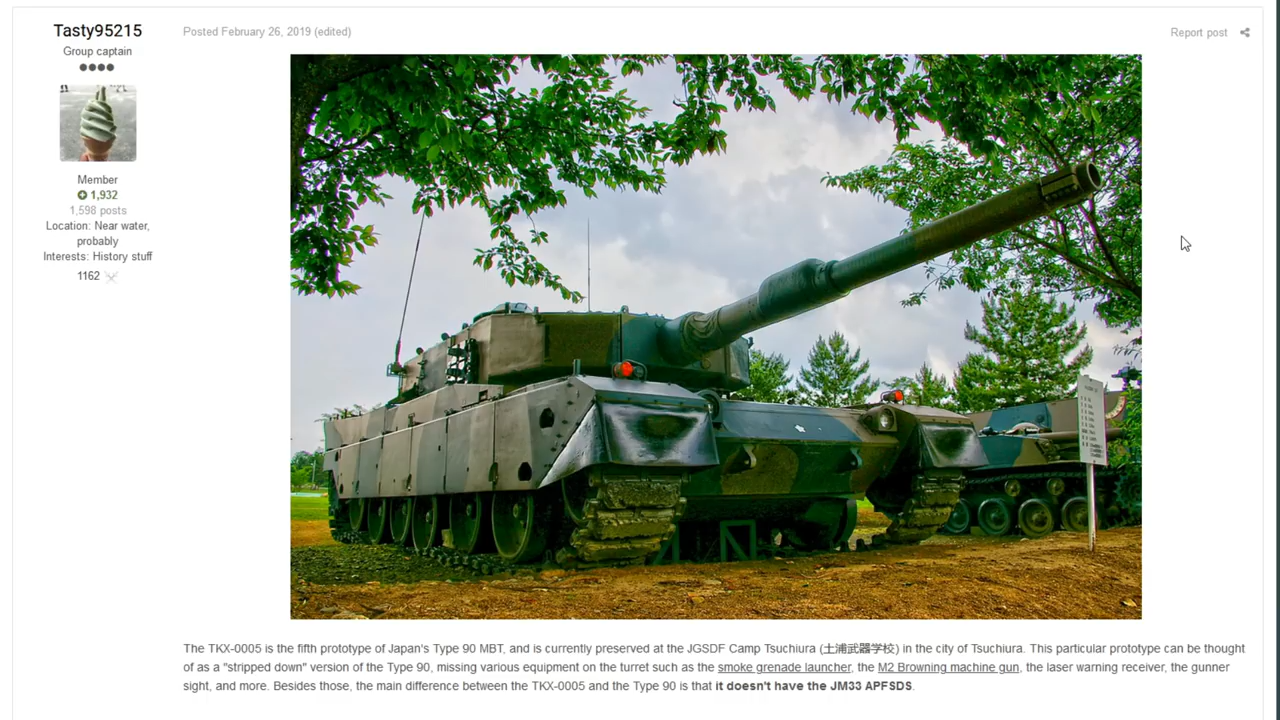 Tasty95215
Group captain
Member
1,932
1,598 posts
Location: Near water,
probably
Interests: History stuff
1162
Posted February 26, 2019 (edited)
Report post
The TKX-0005 is the fifth prototype of Japan's Type 90 MBT, and is currently preserved at the JGSDF Camp Tsuchiura (土浦武器学校) in the city of Tsuchiura. This particular prototype can be thought
of as a "stripped down" version of the Type 90, missing various equipment on the turret such as the smoke grenade launcher, the M2 Browning machine gun, the laser warning receiver, the gunner
sight, and more. Besides those, the main difference between the TKX-0005 and the Type 90 is that it doesn't have the JM33 APFSDS.